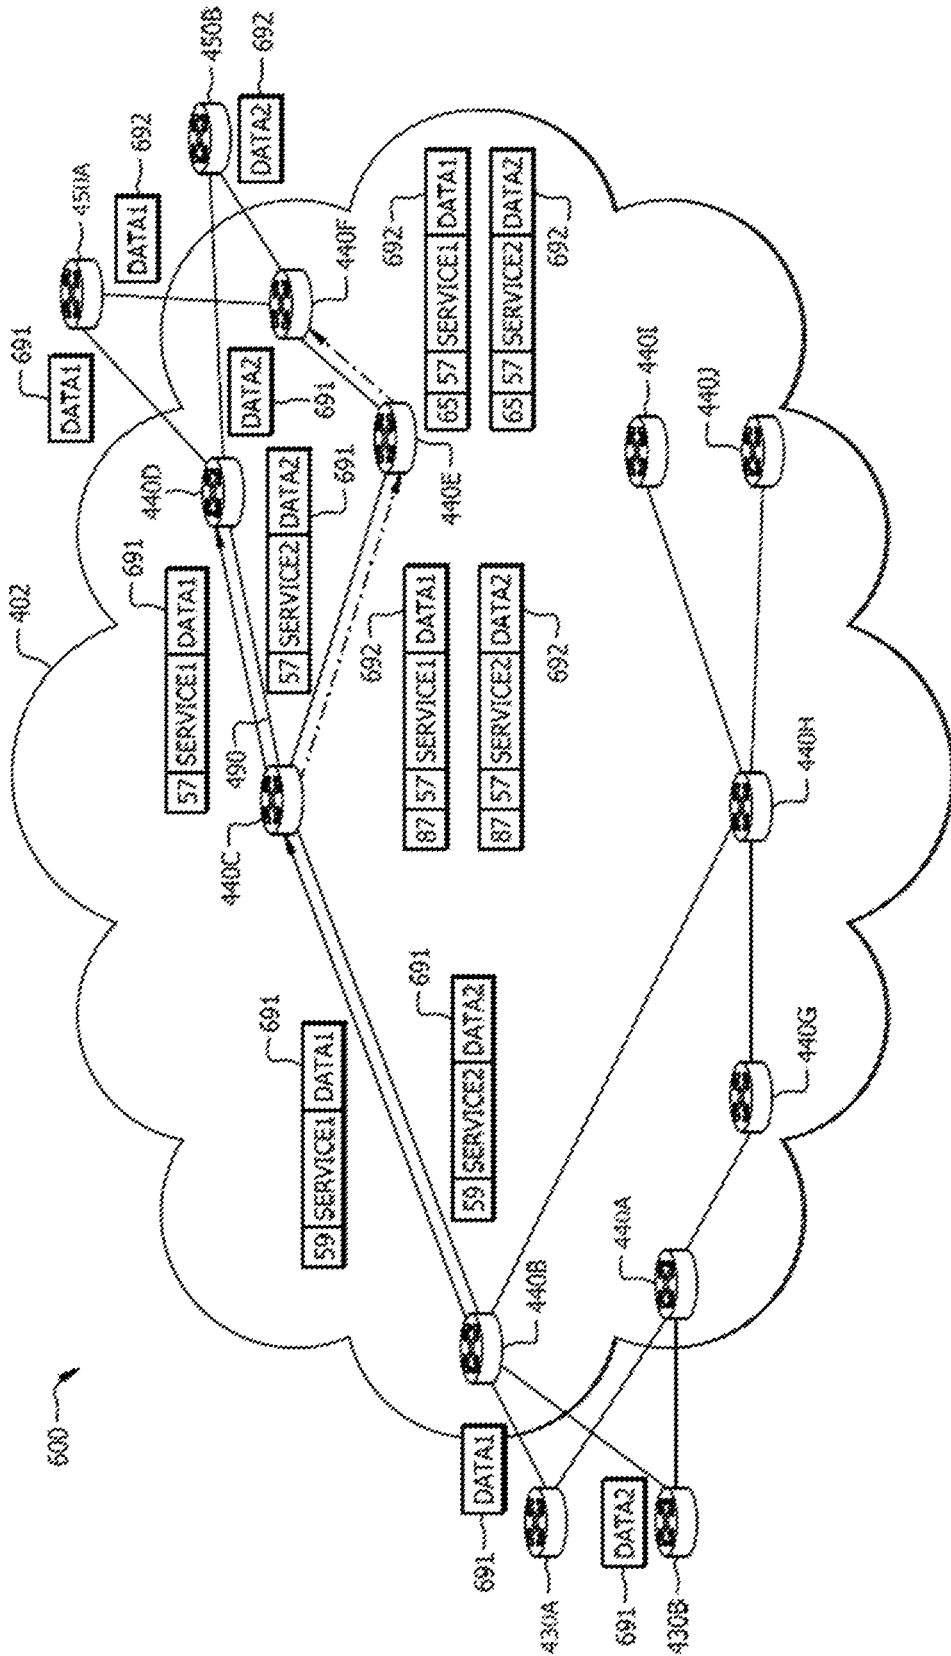 600
402
691
DATA1
430A
691
DATA2
430B
440B
440A
59 SERVICE1 DATA1
691
59 SERVICE2 DATA2
691
440G
440C
490
57 SERVICE1 DATA1
691
57 SERVICE2 DATA2
691
87 57 SERVICE1 DATA1
692
87 57 SERVICE2 DATA2
692
440H
440D
440E
440F
65 57 SERVICE1 DATA1
692
65 57 SERVICE2 DATA2
692
440I
440J
DATA1
691
DATA2
691
450A
DATA1
692
450B
DATA2
692